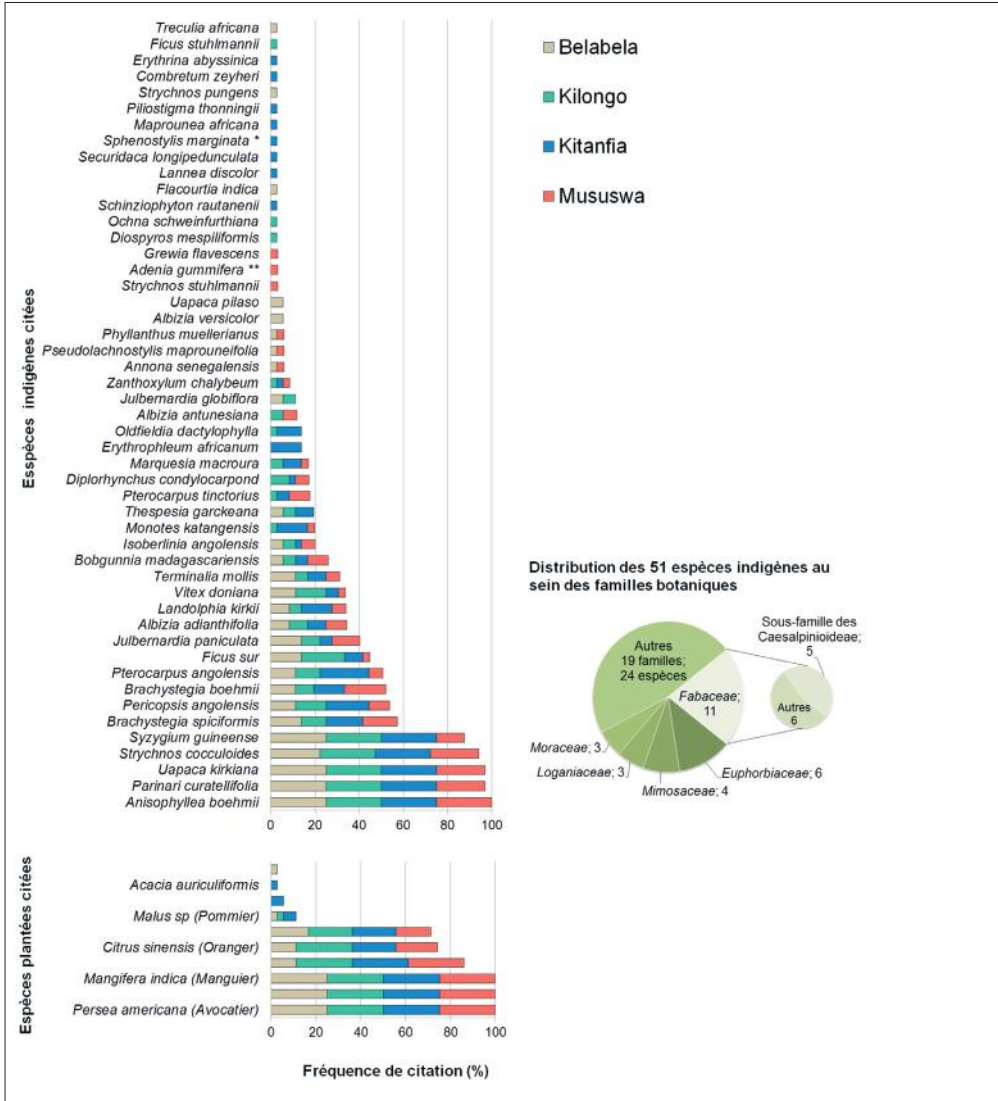 Treculia africana
Ficus stuhlmannii
Erythrina abyssinica
Combretum zeyheri
Strychnos pungens
Piliostigma thonningii
Maprounea africana
Sphenostylis marginata *
Securidaca longipedunculata
Lannea discolor
Flacourtia indica
Schinziophyton rautanenii
Ochna schweinfurthiana
Diospyros mespiliformis
Grewia flavescens
Adenia gummifera **
Strychnos stuhlmannii
Uapaca pilaso
Albizia versicolor
Phyllanthus muellerianus
Pseudolachnostylis maprouneifolia
Annona senegalensis
Zanthoxylum chalybeum
Julbernardia globiflora
Albizia antunesiana
Oldfieldia dactylophylla
Erythrophleum africanum
Marquesia macroura
Diplorhynchus condylocarpond
Pterocarpus tinctorius
Thespesia garckeana
Monotes katangensis
Isoberlinia angolensis
Bobgunnia madagascariensis
Terminalia mollis
Vitex doniana
Landolphia kirkii
Albizia adianthifolia
Julbernardia paniculata
Ficus sur
Pterocarpus angolensis
Brachystegia boehmii
Pericopsis angolensis
Brachystegia spiciformis
Syzygium guineense
Strychnos cocculoides
Uapaca kirkiana
Parinari curatellifolia
Anisophyllea boehmii
0 20 40 60 80 100
Esspèces indigènes citées
Belabela
Kilongo
Kitanfia
Mususwa
Distribution des 51 espèces indigènes au
sein des familles botaniques
Autres
19 familles;
24 espèces
Fabaceae;
11
Sous-famille des
Caesalpinioideae;
5
Autres
6
Moraceae; 3
Loganiaceae; 3
Mimosaceae; 4
Euphorbiaceae; 6
Acacia auriculiformis
Malus sp (Pommier)
Citrus sinensis (Oranger)
Mangifera indica (Manguier)
Persea americana (Avocatier)
0 20 40 60 80 100
Espèces plantées citées
Fréquence de citation (%)